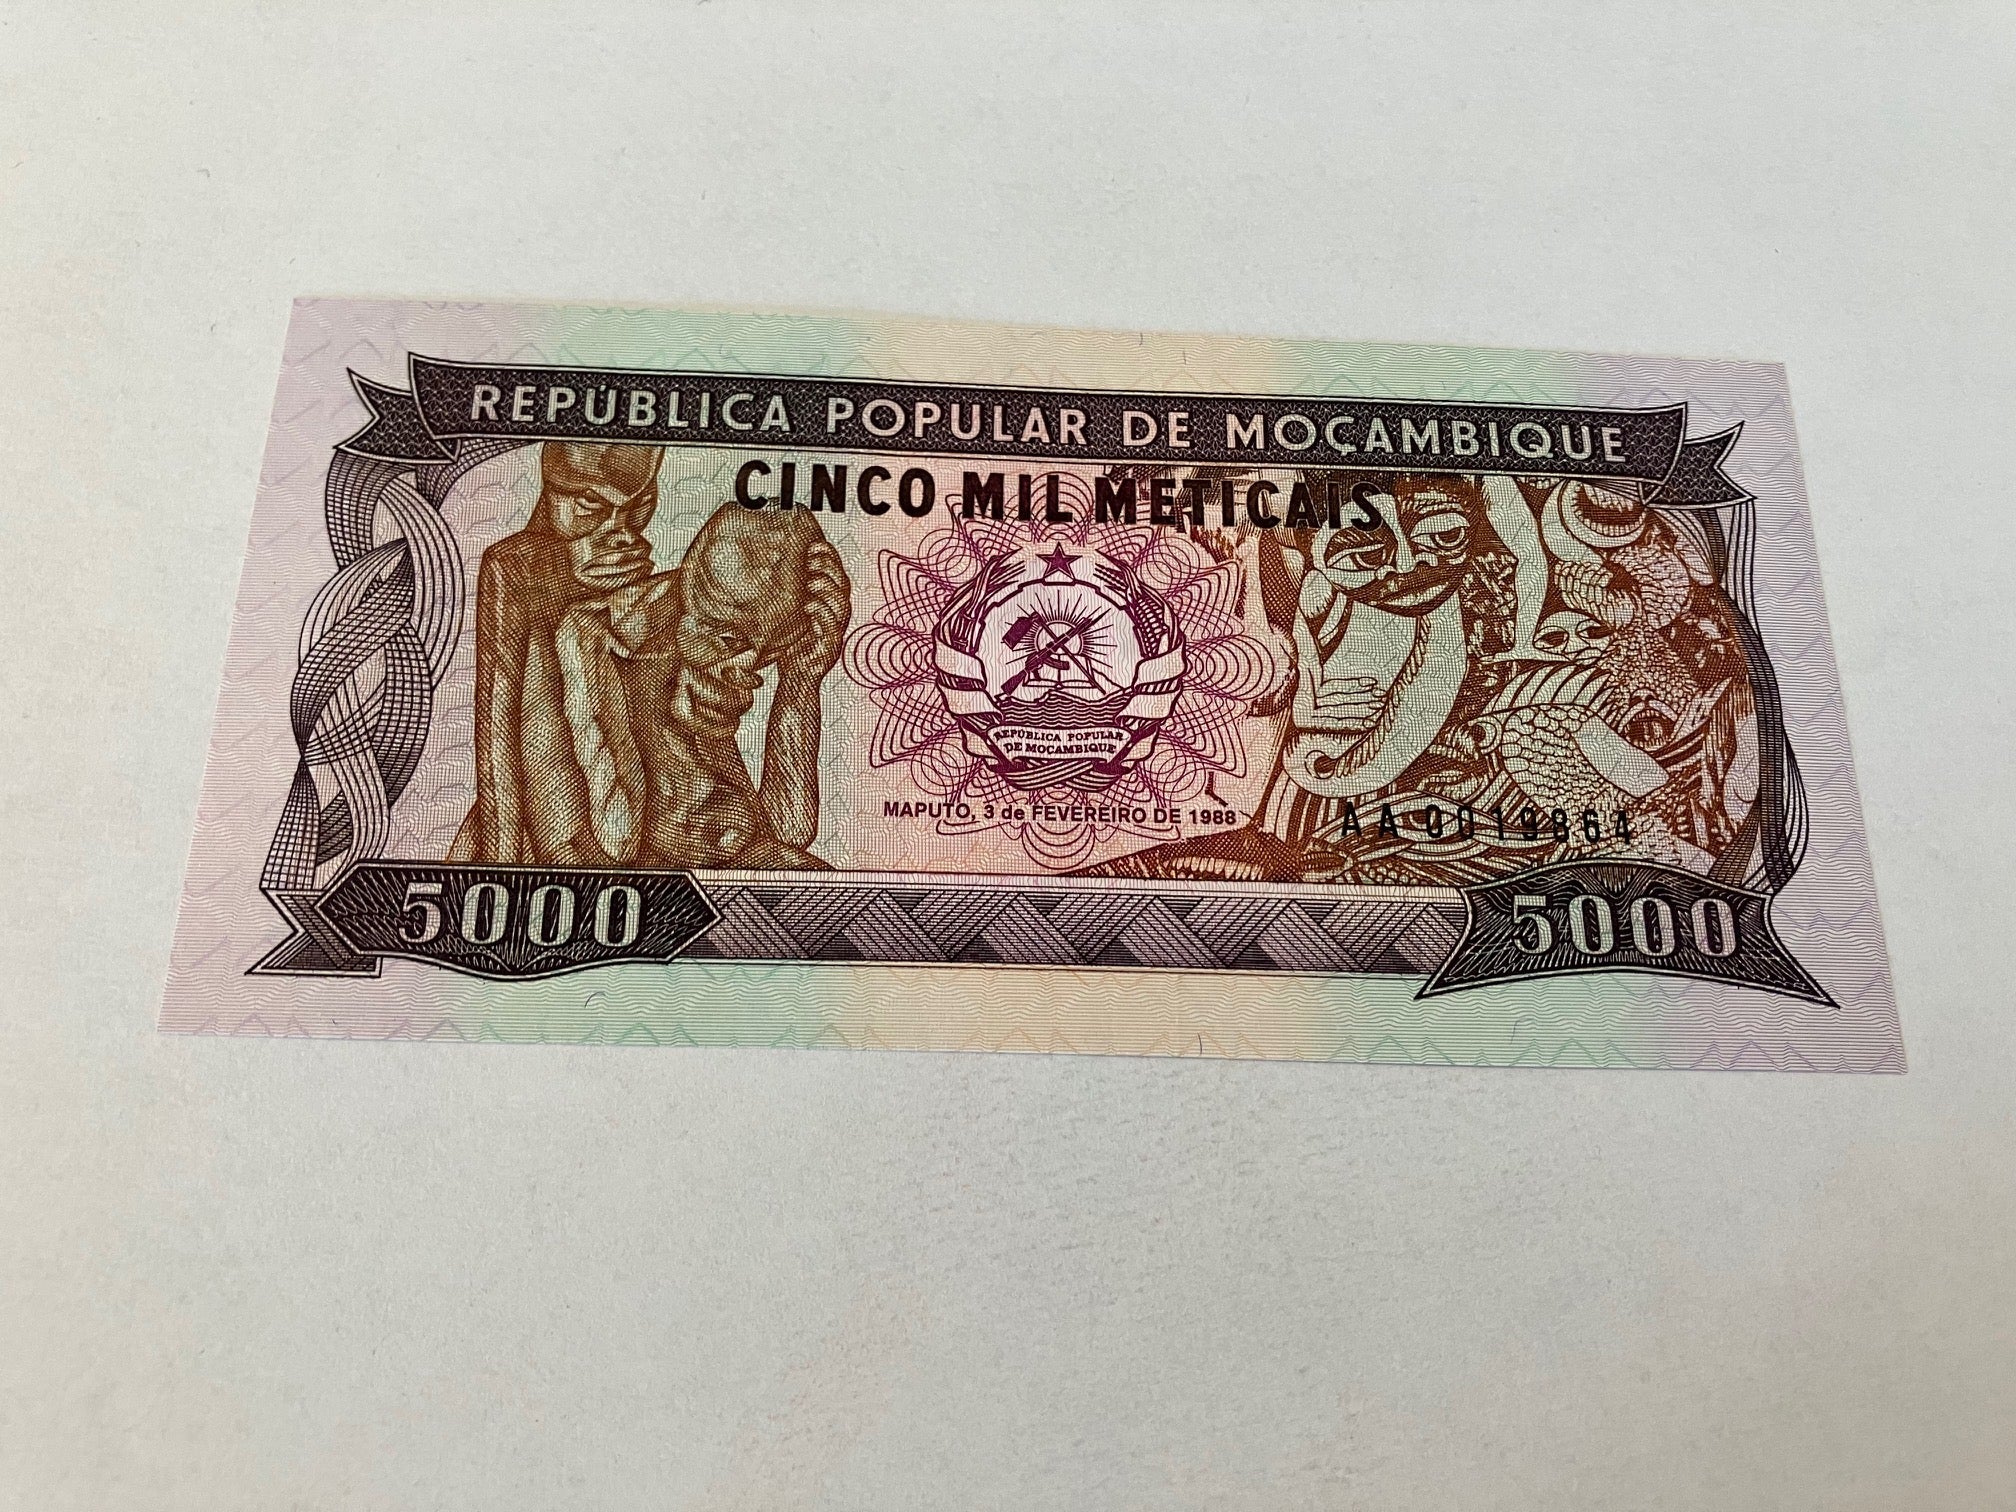 REPÚBLICA POPULAR DE MOÇAMBIQUE
CINCO MIL METICAIS
REPÚBLICA POPULAR
DE MOÇAMBIQUE
MAPUTO, 3 de FEVEREIRO DE 1988
AA0019864
5000
5000